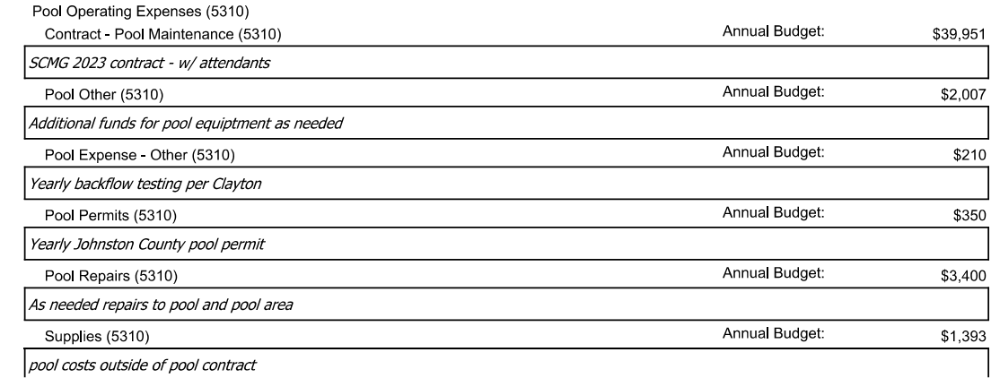 Pool Operating Expenses (5310)
Contract - Pool Maintenance (5310) Annual Budget: $39,951
SCMG 2023 contract - w/ attendants
Pool Other (5310) Annual Budget: $2,007
Additional funds for pool equiptment as needed
Pool Expense - Other (5310) Annual Budget: $210
Yearly backflow testing per Clayton
Pool Permits (5310) Annual Budget: $350
Yearly Johnston County pool permit
Pool Repairs (5310) Annual Budget: $3,400
As needed repairs to pool and pool area
Supplies (5310) Annual Budget: $1,393
pool costs outside of pool contract